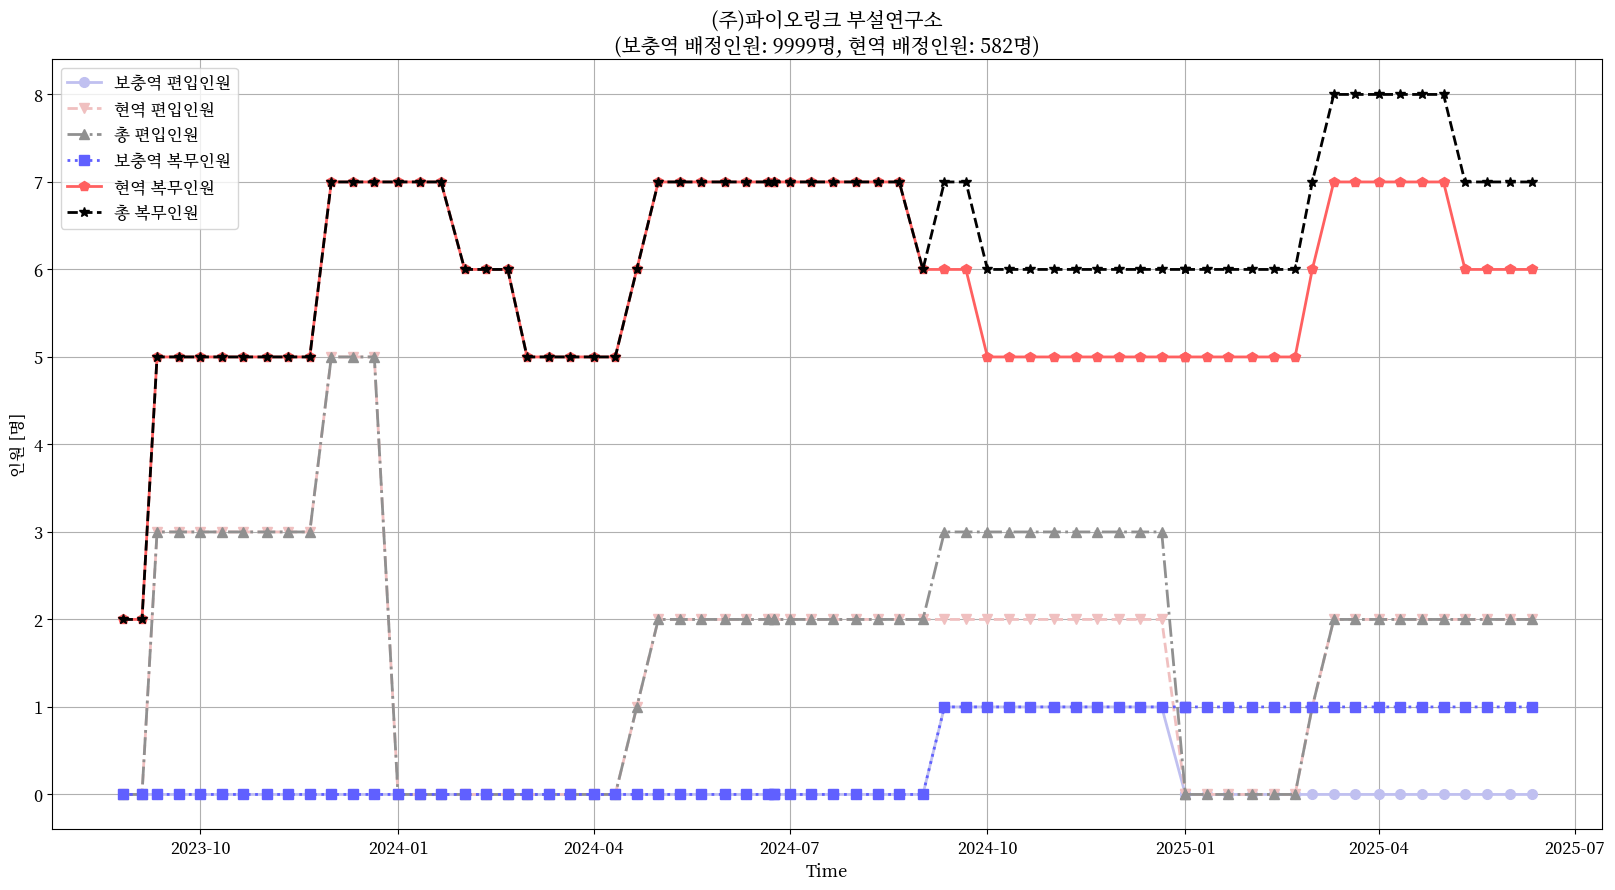 (주)파이오링크 부설연구소
(보충역 배정인원: 9999명, 현역 배정인원: 582명)
보충역 편입인원
현역 편입인원
총 편입인원
보충역 복무인원
현역 복무인원
총 복무인원
인원 [명]
8
7
6
5
4
3
2
1
0
2023-10
2024-01
2024-04
2024-07
2024-10
2025-01
2025-04
2025-07
Time